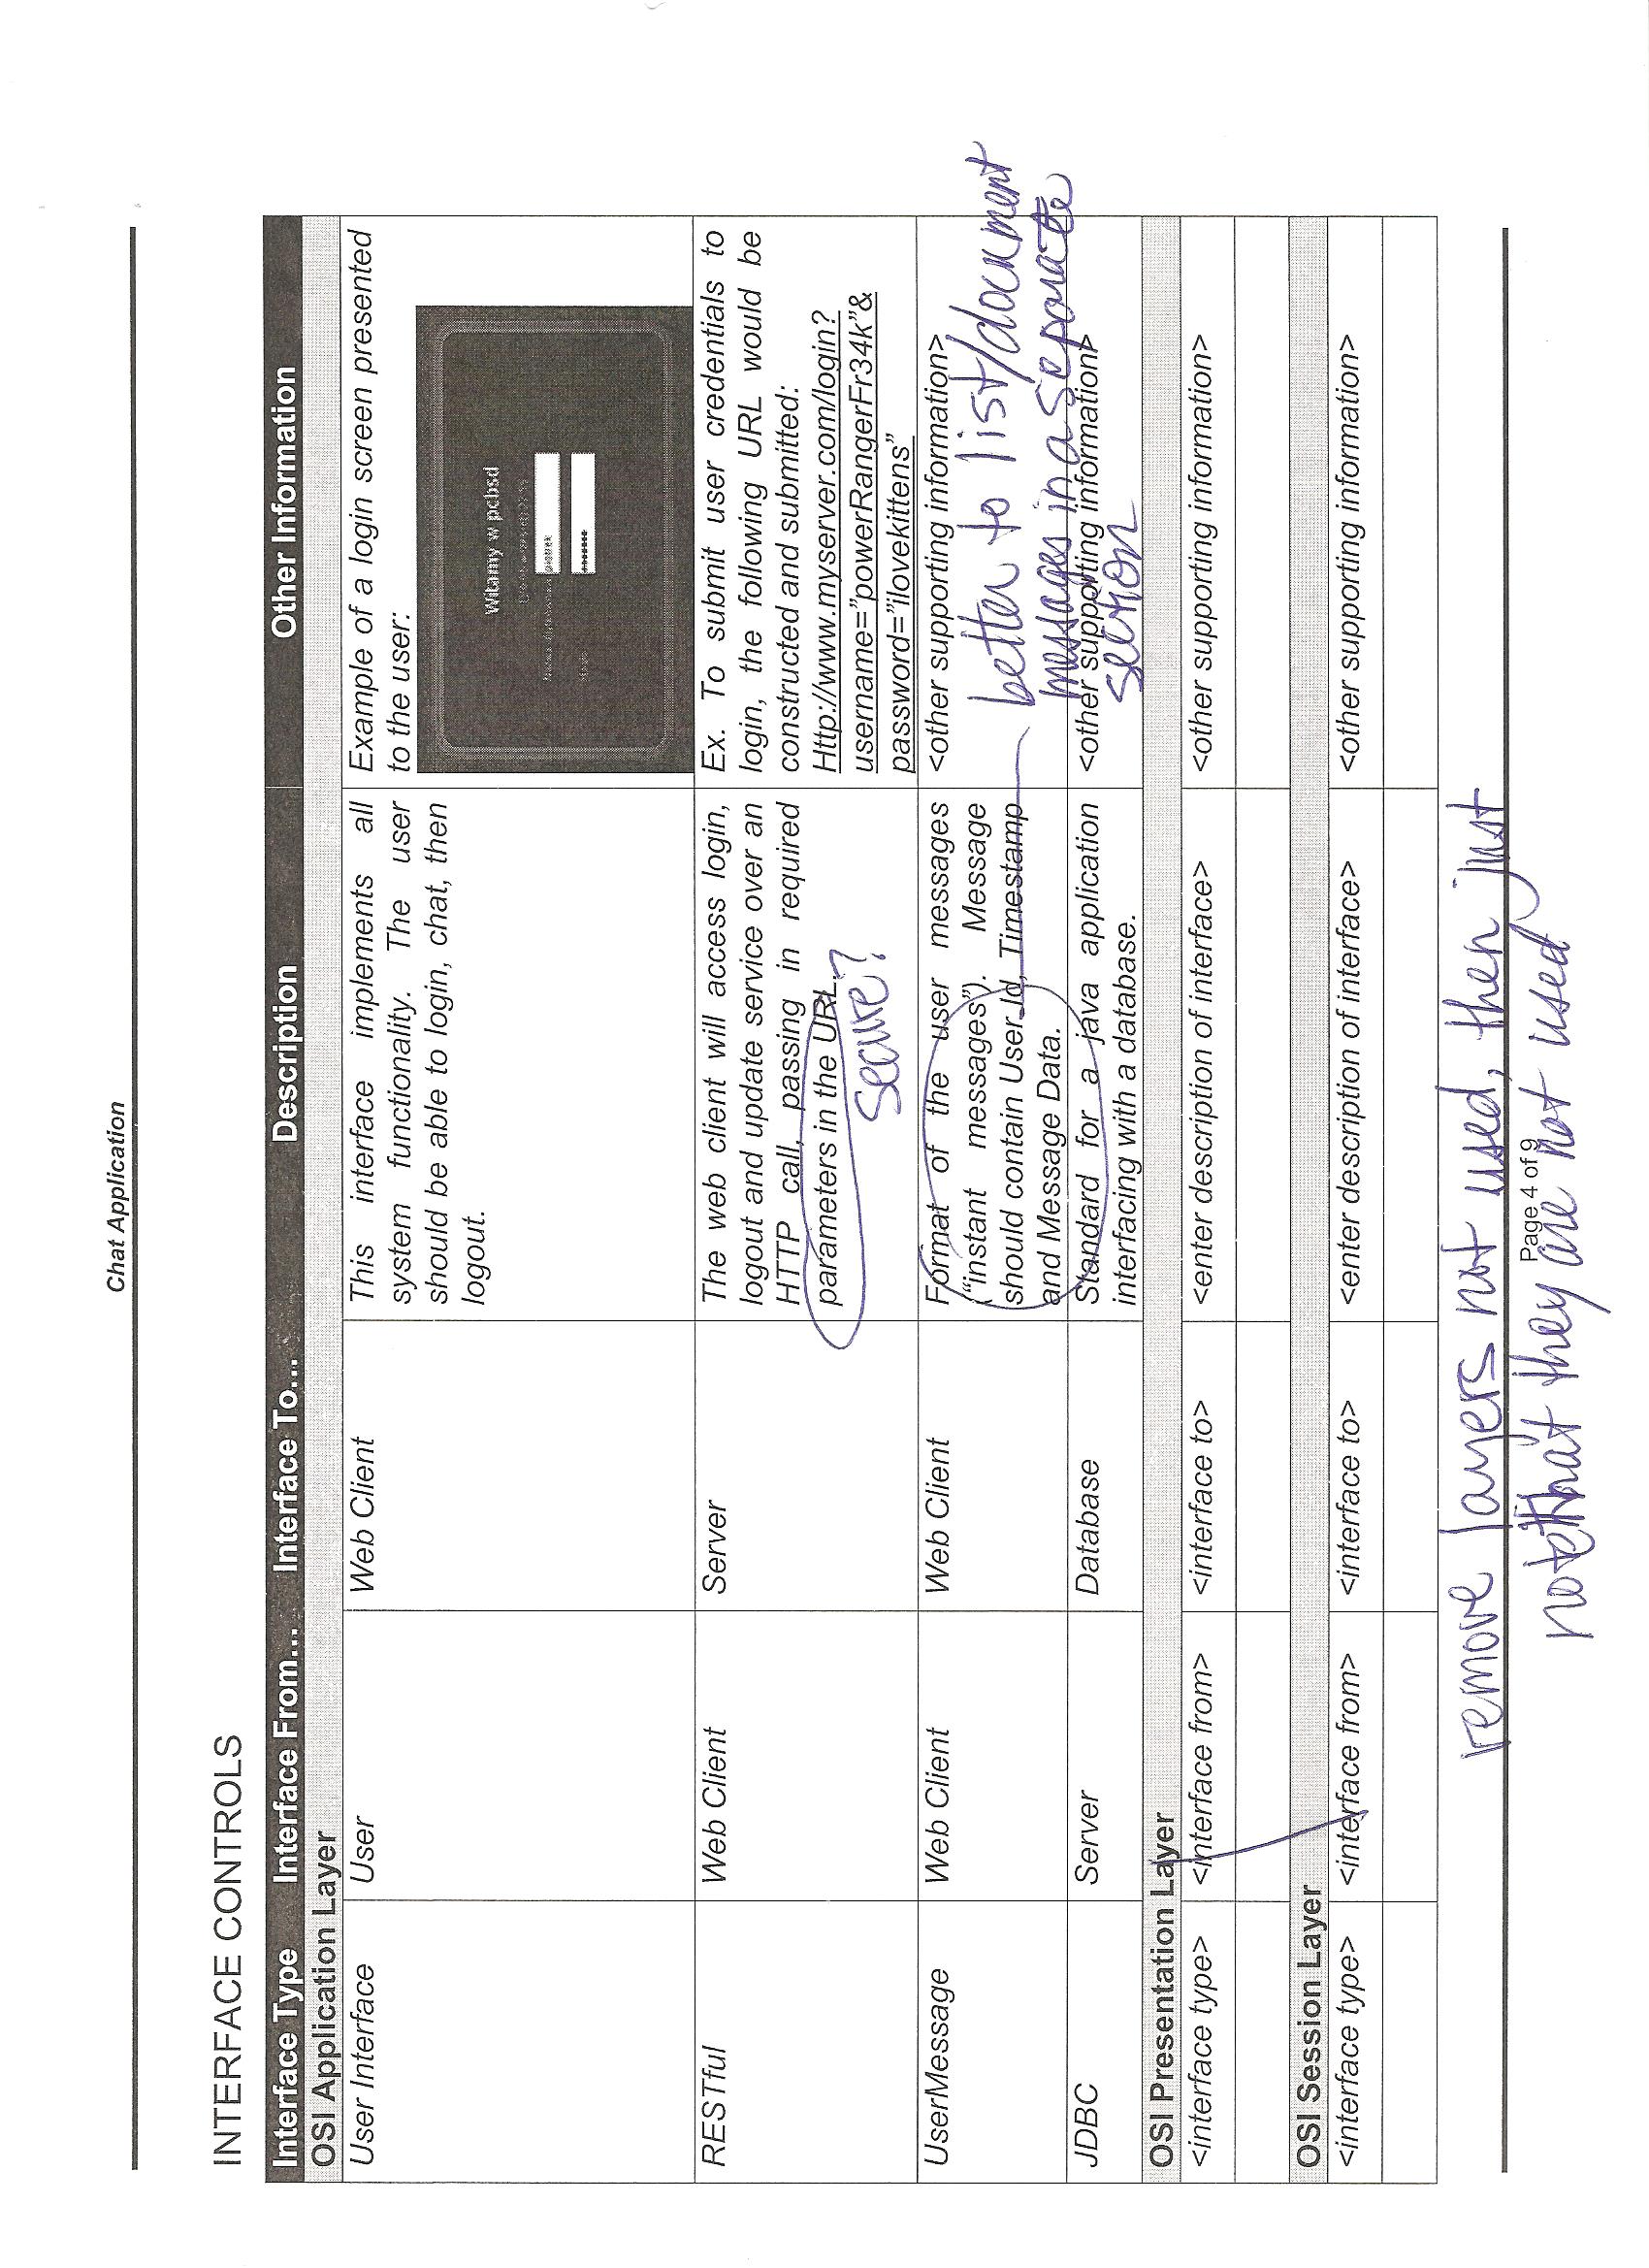 Chat Application
INTERFACE CONTROLS
Interface Type Interface From... Interface To... Description Other Information
OSI Application Layer
User Interface User Web Client This interface implements all Example of a login screen presented
system functionality. The user to the user:
should be able to login, chat, then
logout.
Witamy w pcbsd
RESTful Web Client Server The web client will access login, Ex. To submit user credentials to
logout and update service over an login, the following URL would be
HTTP call, passing in required constructed and submitted:
parameters in the URL. Http://www.myserver.com/login?
secure? username="powerRangerFr34k"&
password="ilovekittens"
UserMessage Web Client Web Client Format of the user messages <other supporting information>
("instant messages"). Message
should contain User Id, Timestamp better to list/document
and Message Data. messages in a separate
JDBC Server Database Standard for a java application <other supporting information>
interfacing with a database. section
OSI Presentation Layer
<interface type> <interface from> <interface to> <enter description of interface> <other supporting information>
OSI Session Layer
<interface type> <interface from> <interface to> <enter description of interface> <other supporting information>
remove layers not used, then just
Page 4 of 9
note that they are not used